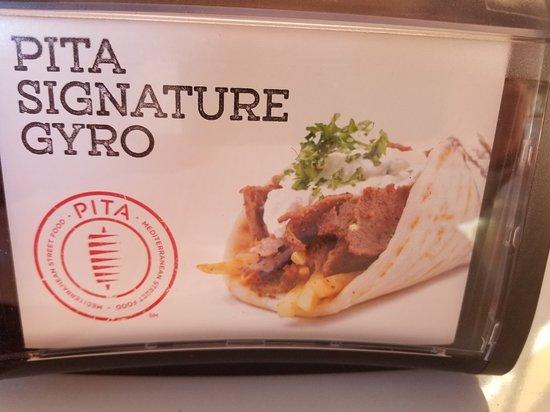 PITA
SIGNATURE
GYRO
· PITA ·
MEDITERRANEAN STREET FOOD · MEDITERRANEAN STREET FOOD
SM